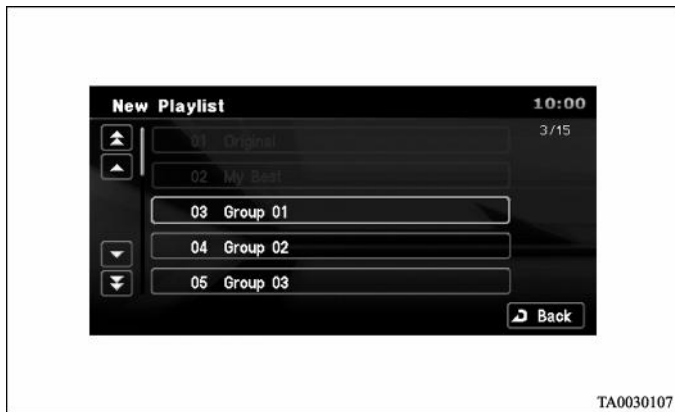 New Playlist 10:00
3/15
01 Original
02 My Best
03 Group 01
04 Group 02
05 Group 03
Back
TA0030107